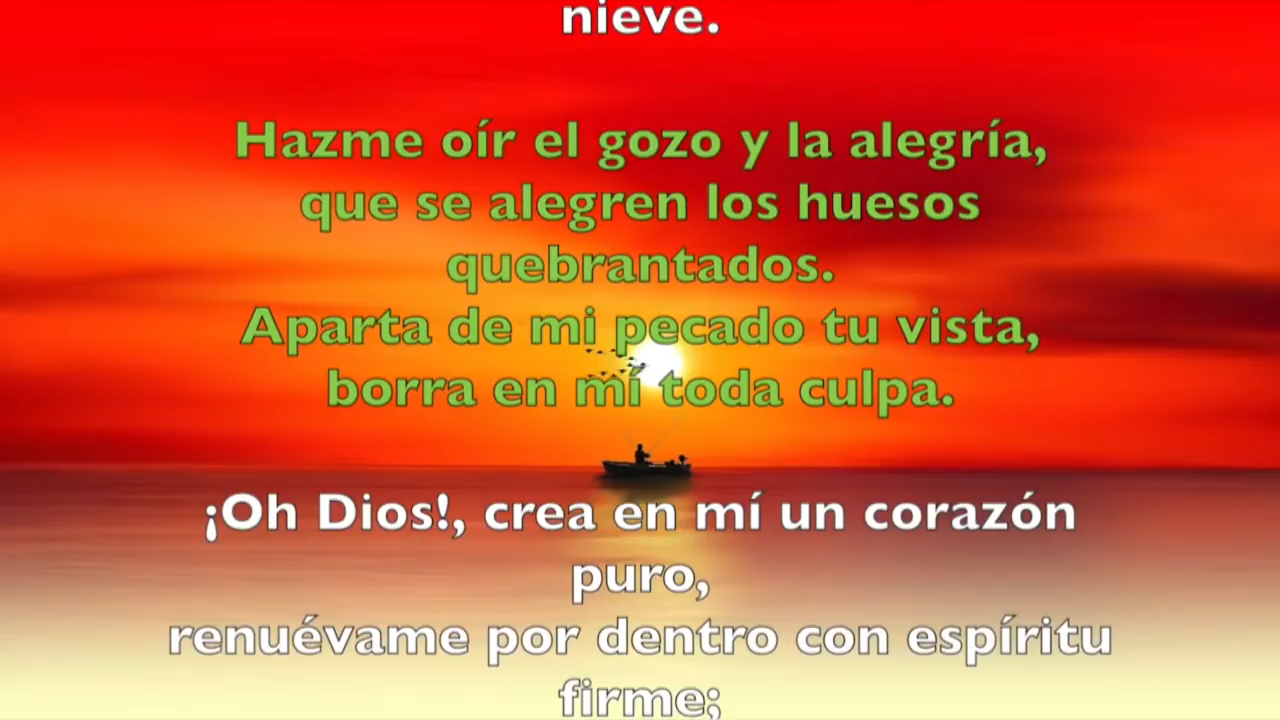 nieve.
Hazme oír el gozo y la alegría,
que se alegren los huesos
quebrantados.
Aparta de mi pecado tu vista,
borra en mí toda culpa.
¡Oh Dios!, crea en mí un corazón
puro,
renuévame por dentro con espíritu
firme;